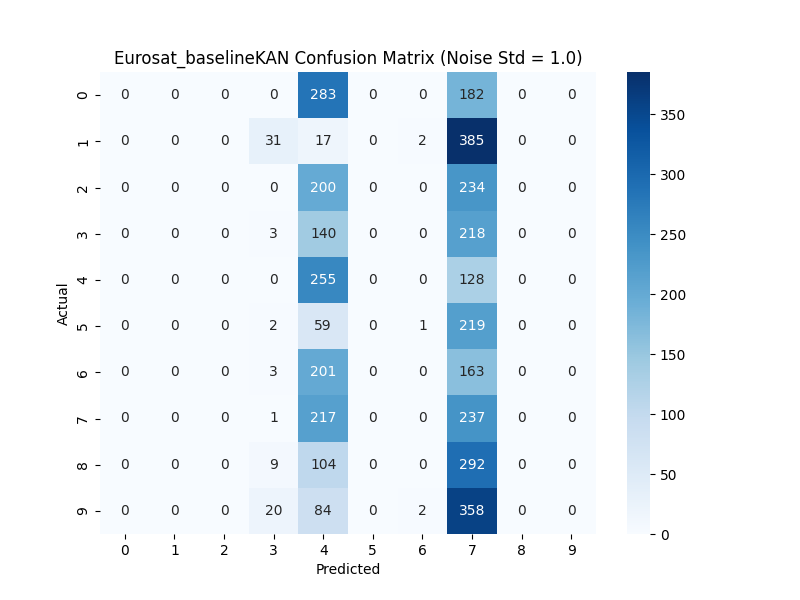 Eurosat_baselineKAN Confusion Matrix (Noise Std = 1.0)
0 0 0 0 0 283 0 0 182 0 0
1 0 0 0 31 17 0 2 385 0 0
2 0 0 0 0 200 0 0 234 0 0
3 0 0 0 3 140 0 0 218 0 0
4 0 0 0 0 255 0 0 128 0 0
5 0 0 0 2 59 0 1 219 0 0
6 0 0 0 3 201 0 0 163 0 0
7 0 0 0 1 217 0 0 237 0 0
8 0 0 0 9 104 0 0 292 0 0
9 0 0 0 20 84 0 2 358 0 0
0 1 2 3 4 5 6 7 8 9
Predicted
Actual
350
300
250
200
150
100
50
0